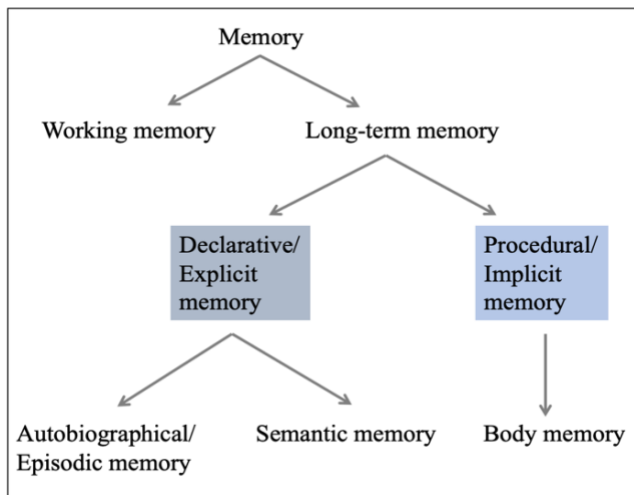 Memory
Working memory
Long-term memory
Declarative/
Explicit
memory
Procedural/
Implicit
memory
Autobiographical/
Episodic memory
Semantic memory
Body memory